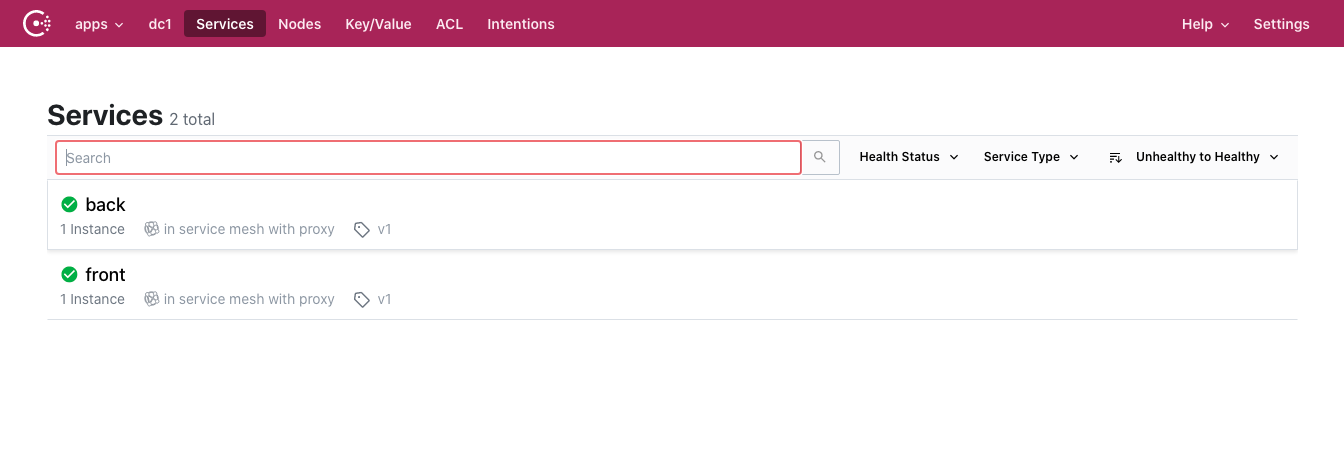 apps dc1 Services Nodes Key/Value ACL Intentions Help Settings
Services 2 total
Search Health Status Service Type Unhealthy to Healthy
back
1 Instance in service mesh with proxy v1
front
1 Instance in service mesh with proxy v1